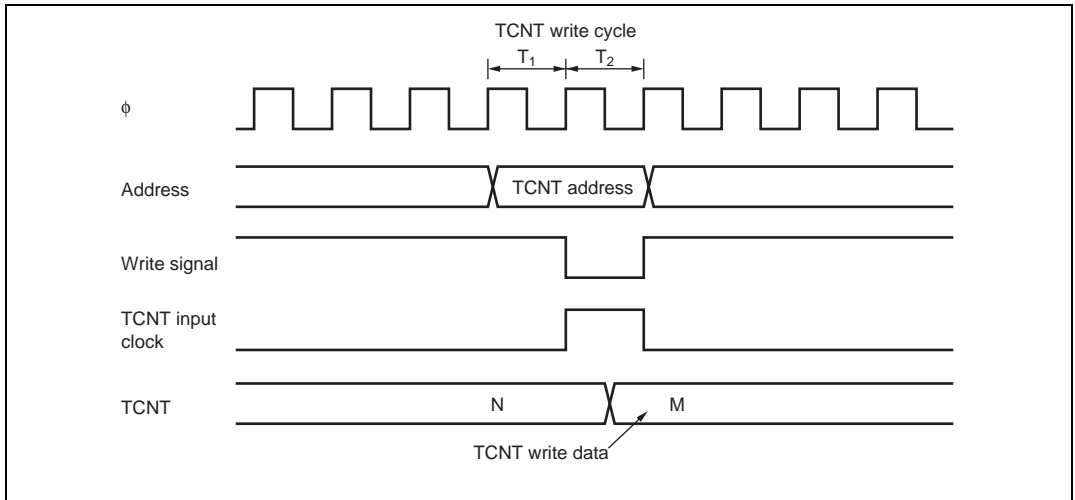 TCNT write cycle
T₁ T₂
ϕ
Address
TCNT address
Write signal
TCNT input
clock
TCNT
N
M
TCNT write data